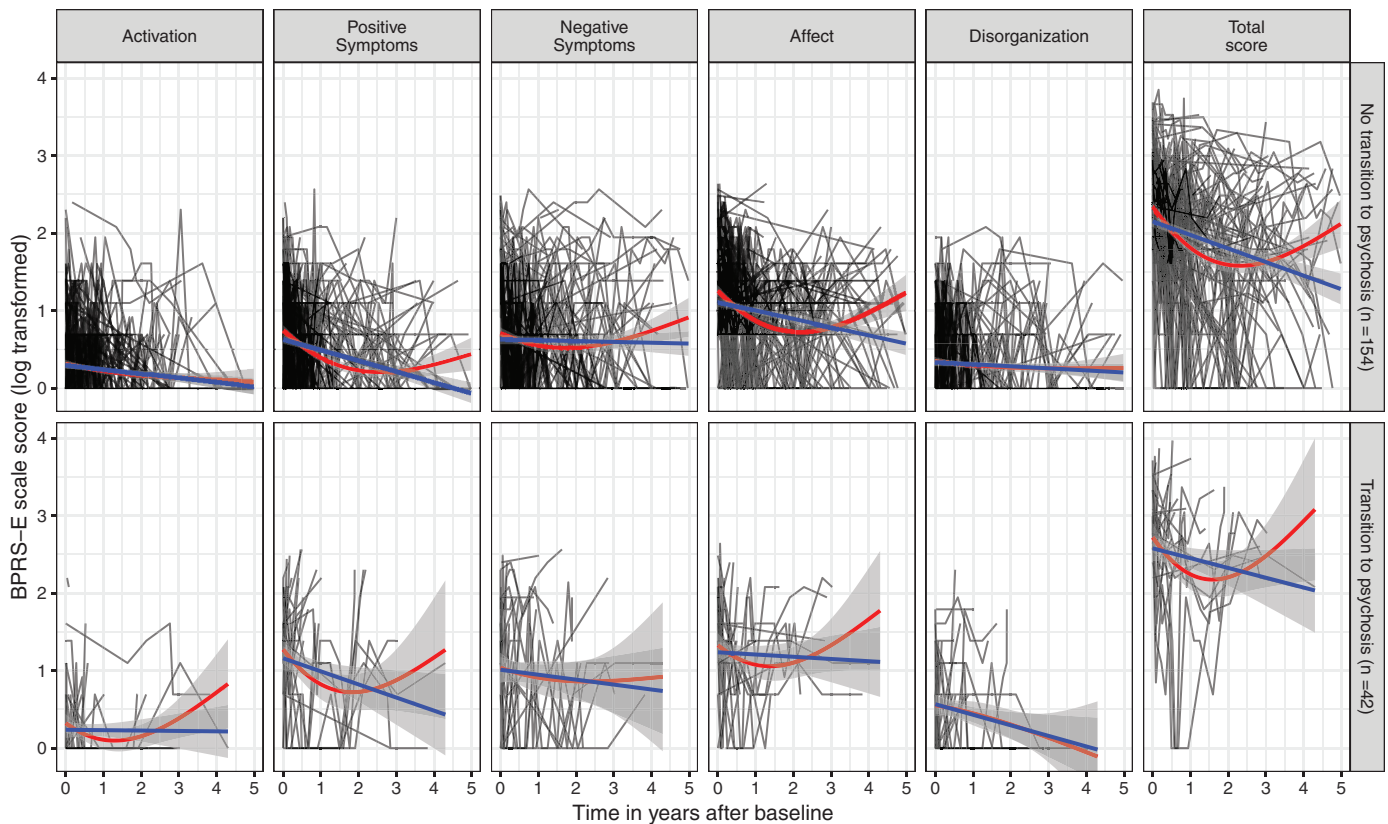 Activation
Positive
Symptoms
Negative
Symptoms
Affect
Disorganization
Total
score
BPRS−E scale score (log transformed)
4
3
2
1
0
No transition to psychosis (n = 154)
4
3
2
1
0
Transition to psychosis (n = 42)
0 1 2 3 4 5 0 1 2 3 4 5 0 1 2 3 4 5 0 1 2 3 4 5 0 1 2 3 4 5 0 1 2 3 4 5
Time in years after baseline